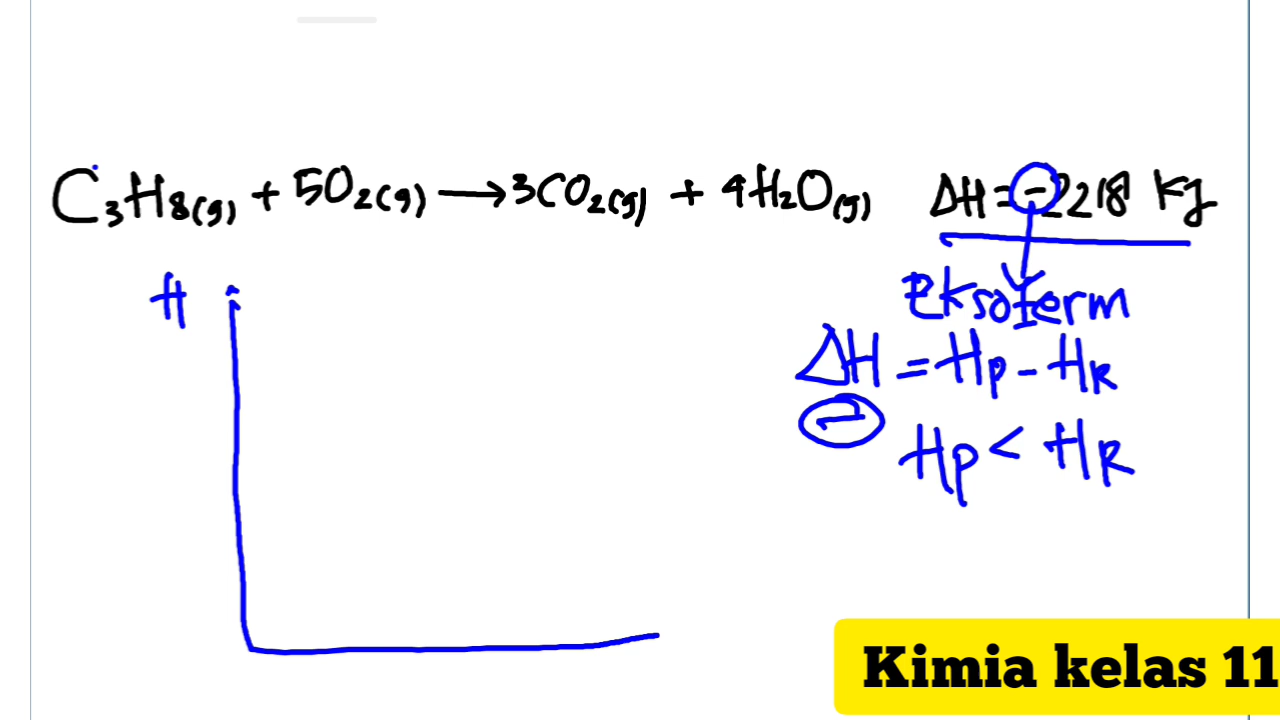 C3H8(g) + 5O2(g) → 3CO2(g) + 4H2O(g) ΔH = -2218 KJ
Eksoterm
H
ΔH = Hp - HR
Hp < HR
Kimia kelas 11